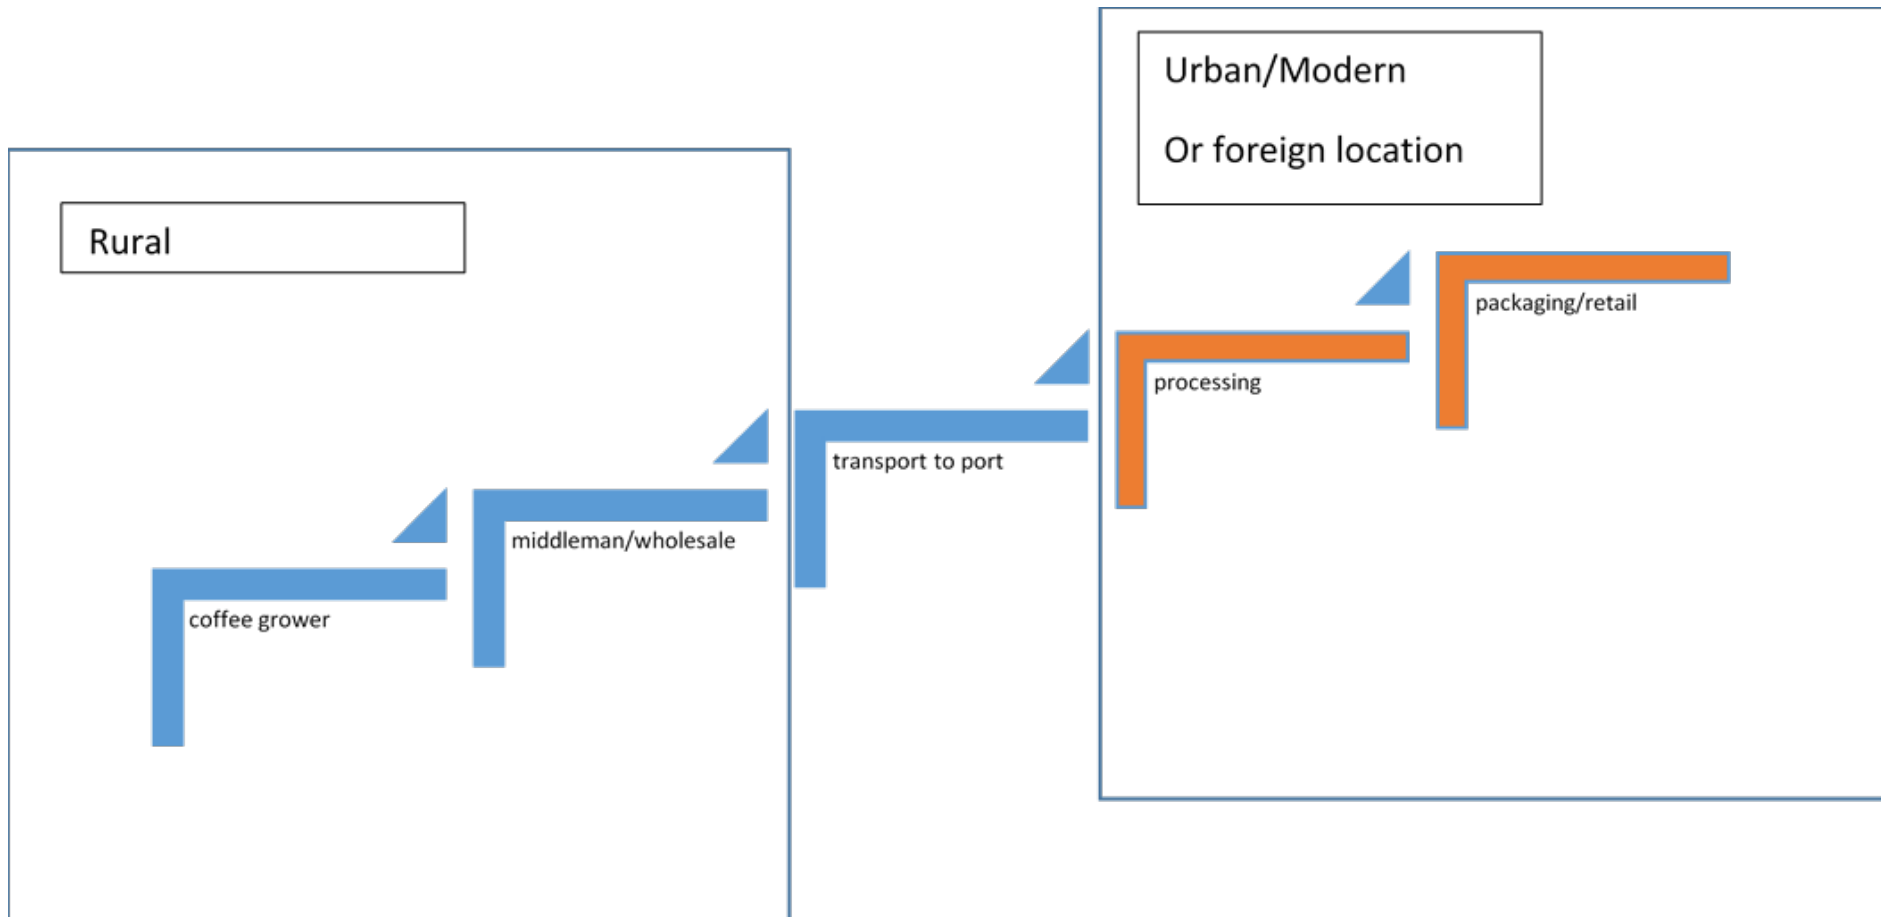 Urban/Modern
Or foreign location
Rural
packaging/retail
processing
transport to port
middleman/wholesale
coffee grower